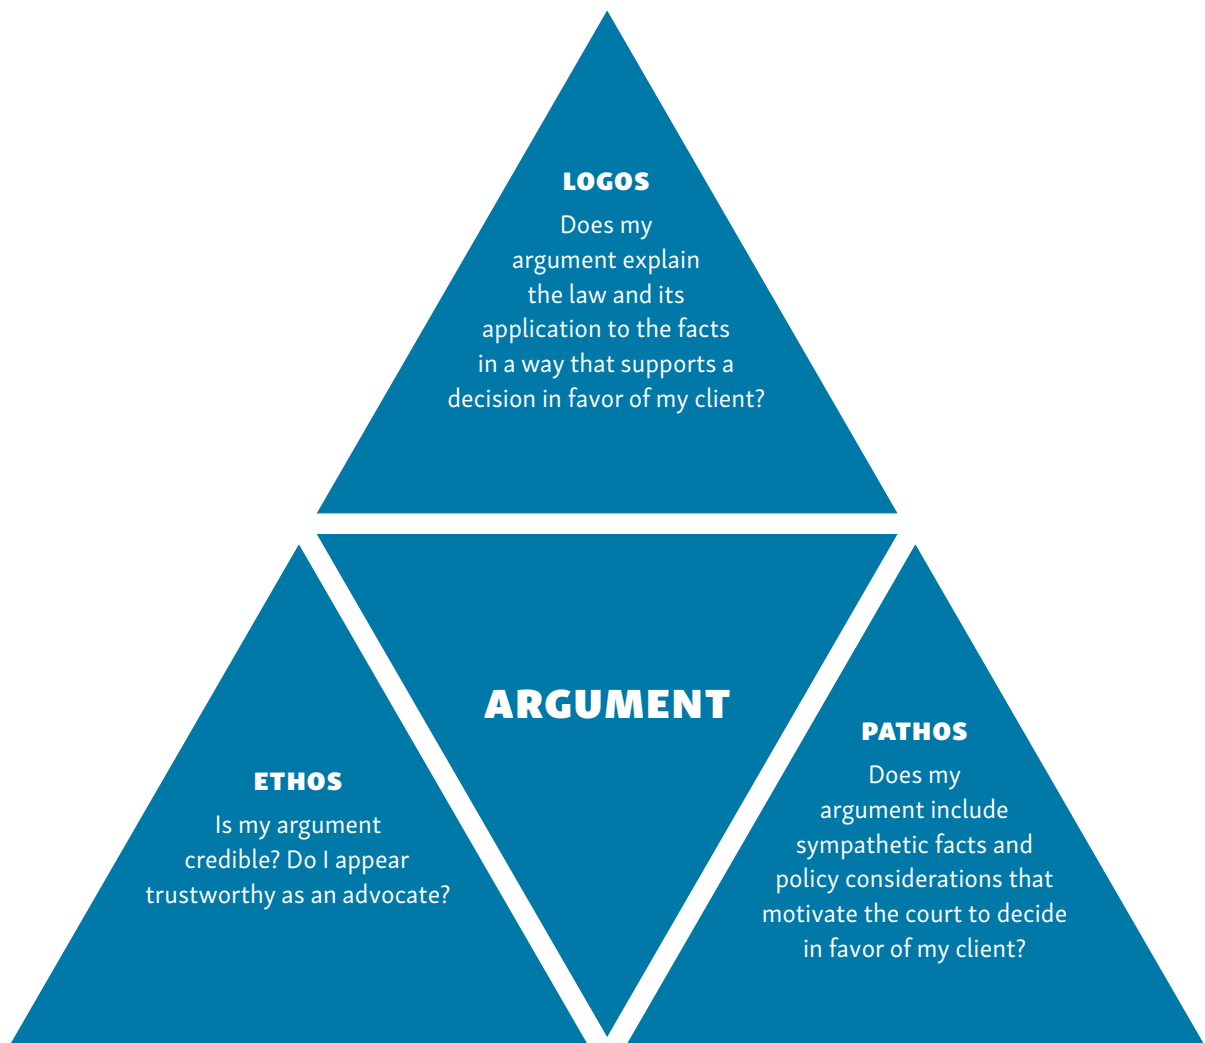 LOGOS
Does my
argument explain
the law and its
application to the facts
in a way that supports a
decision in favor of my client?
ARGUMENT
ETHOS
Is my argument
credible? Do I appear
trustworthy as an advocate?
PATHOS
Does my
argument include
sympathetic facts and
policy considerations that
motivate the court to decide
in favor of my client?